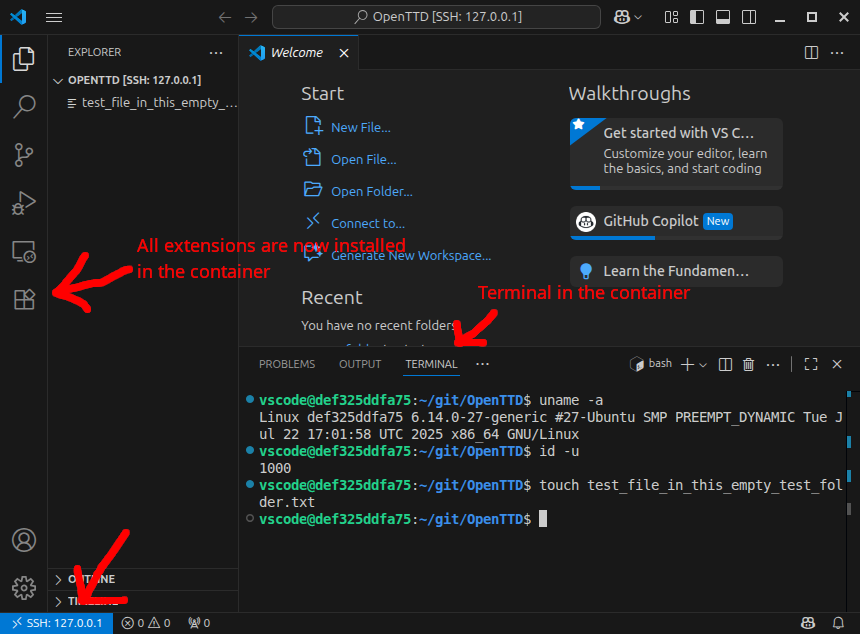 OpenTTD [SSH: 127.0.0.1]
EXPLORER
Welcome
OPENTTD [SSH: 127.0.0.1]
test_file_in_this_empty_...
Start
New File...
Open File...
Open Folder...
Connect to...
Generate New Workspace...
Recent
You have no recent folders
Walkthroughs
Get started with VS C...
Customize your editor, learn
the basics, and start coding
GitHub Copilot New
Learn the Fundamen...
All extensions are now installed
in the container
Terminal in the container
PROBLEMS OUTPUT TERMINAL
bash
vscode@def325ddfa75:~/git/OpenTTD$ uname -a
Linux def325ddfa75 6.14.0-27-generic #27-Ubuntu SMP PREEMPT_DYNAMIC Tue J
ul 22 17:01:58 UTC 2025 x86_64 GNU/Linux
vscode@def325ddfa75:~/git/OpenTTD$ id -u
1000
vscode@def325ddfa75:~/git/OpenTTD$ touch test_file_in_this_empty_test_fol
der.txt
vscode@def325ddfa75:~/git/OpenTTD$
OUTLINE
TIMELINE
SSH: 127.0.0.1 0 0 0